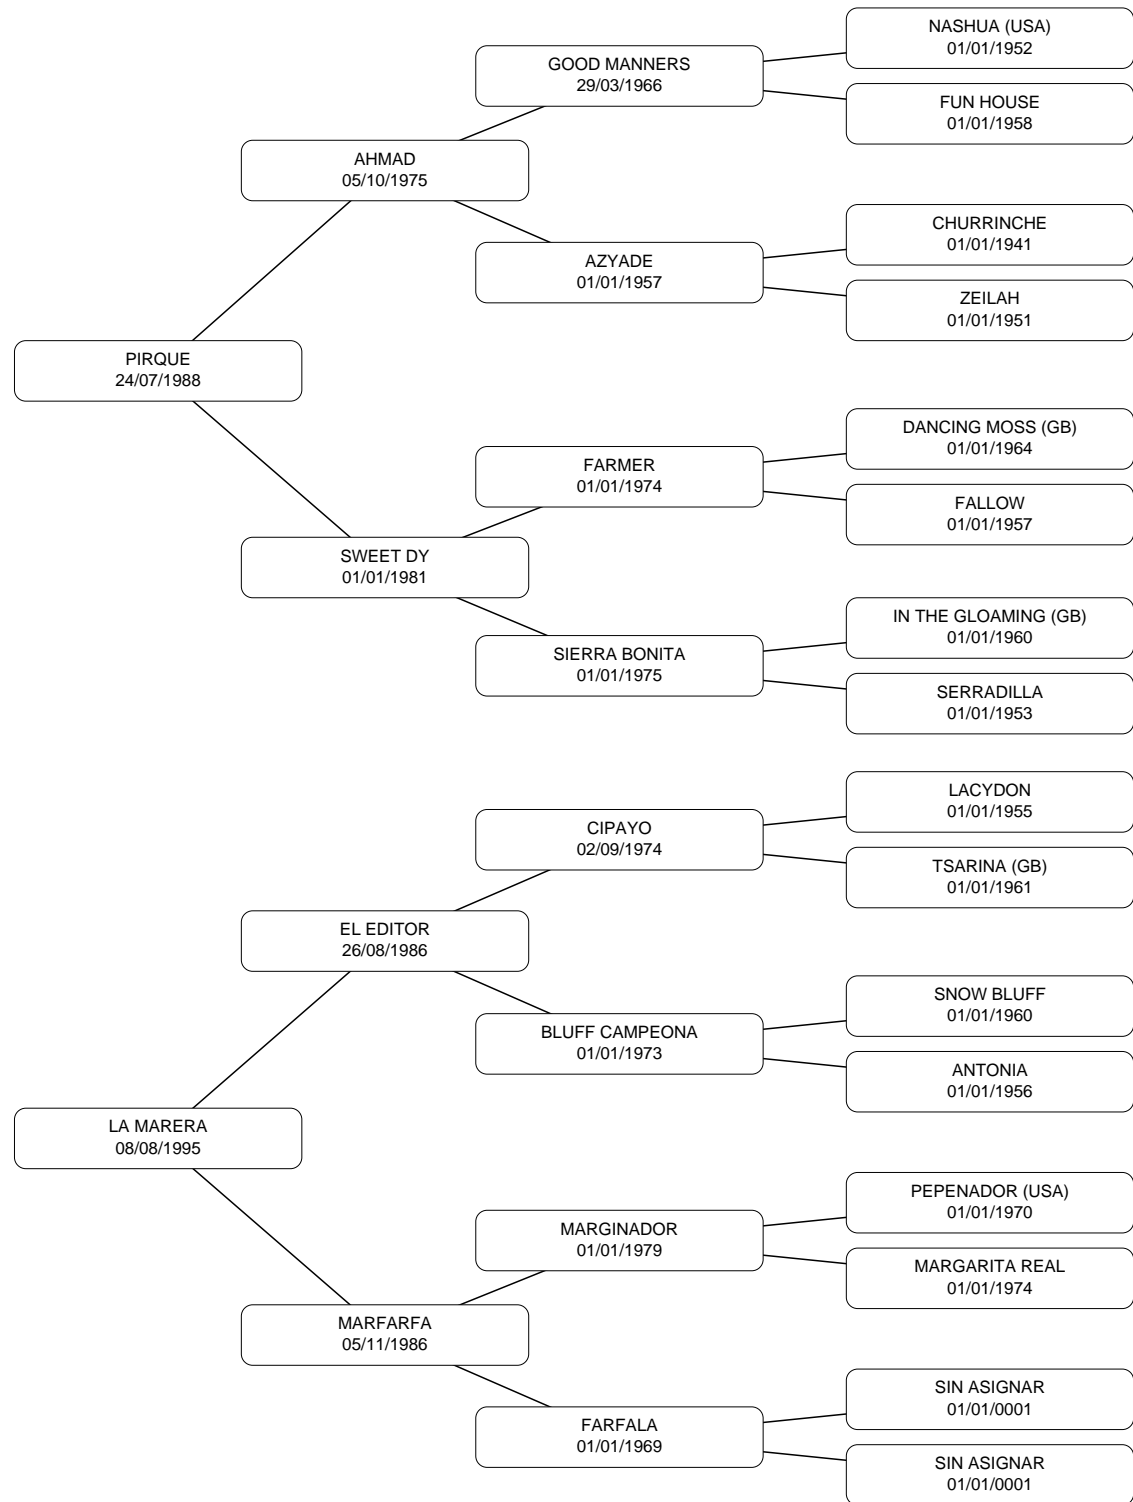 NASHUA (USA)
01/01/1952
GOOD MANNERS
29/03/1966
FUN HOUSE
01/01/1958
AHMAD
05/10/1975
CHURRINCHE
01/01/1941
AZYADE
01/01/1957
ZEILAH
01/01/1951
PIRQUE
24/07/1988
DANCING MOSS (GB)
01/01/1964
FARMER
01/01/1974
FALLOW
01/01/1957
SWEET DY
01/01/1981
IN THE GLOAMING (GB)
01/01/1960
SIERRA BONITA
01/01/1975
SERRADILLA
01/01/1953
LACYDON
01/01/1955
CIPAYO
02/09/1974
TSARINA (GB)
01/01/1961
EL EDITOR
26/08/1986
SNOW BLUFF
01/01/1960
BLUFF CAMPEONA
01/01/1973
ANTONIA
01/01/1956
LA MARERA
08/08/1995
PEPENADOR (USA)
01/01/1970
MARGINADOR
01/01/1979
MARGARITA REAL
01/01/1974
MARFARFA
05/11/1986
SIN ASIGNAR
01/01/0001
FARFALA
01/01/1969
SIN ASIGNAR
01/01/0001